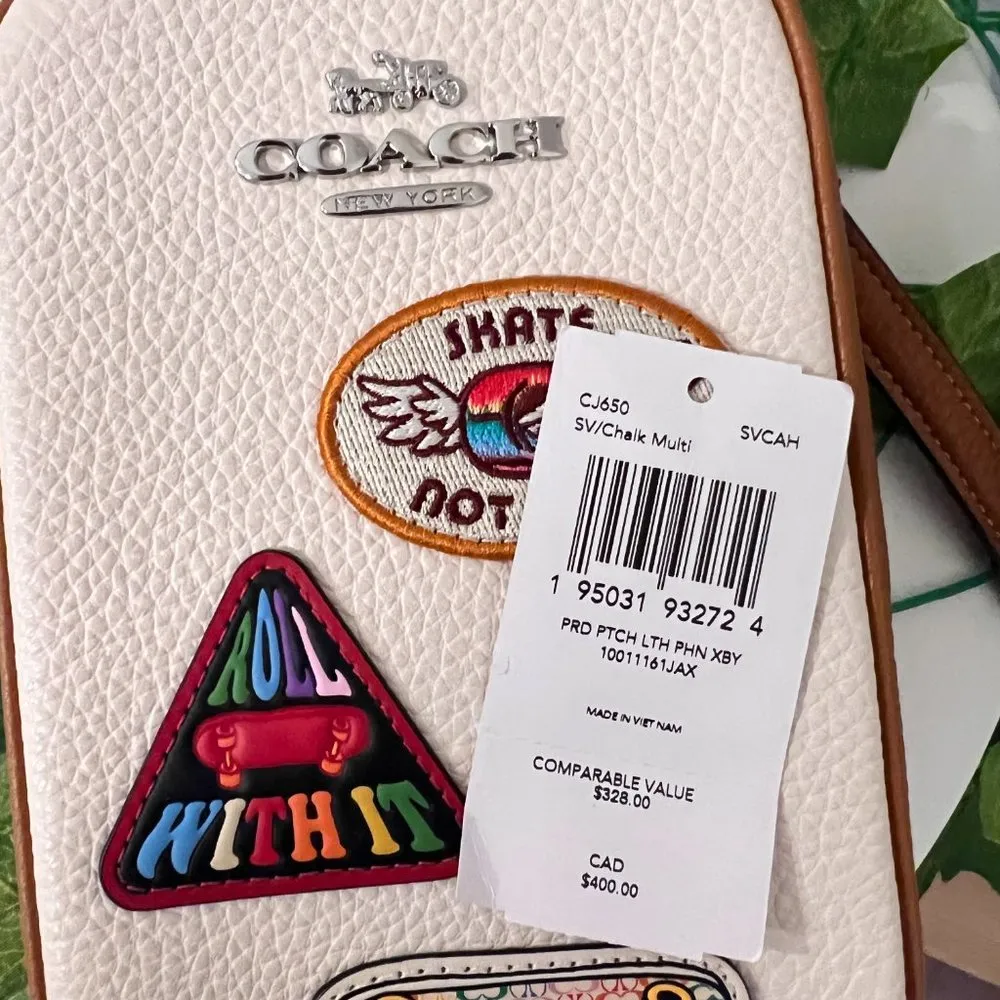 COACH
NEW YORK
SKATE
NOT
ROLL
WITH IT
CJ650
SV/Chalk Multi
SVCAH
1 95031 93272 4
PRD PTCH LTH PHN XBY
10011161JAX
MADE IN VIET NAM
COMPARABLE VALUE
$328.00
CAD
$400.00